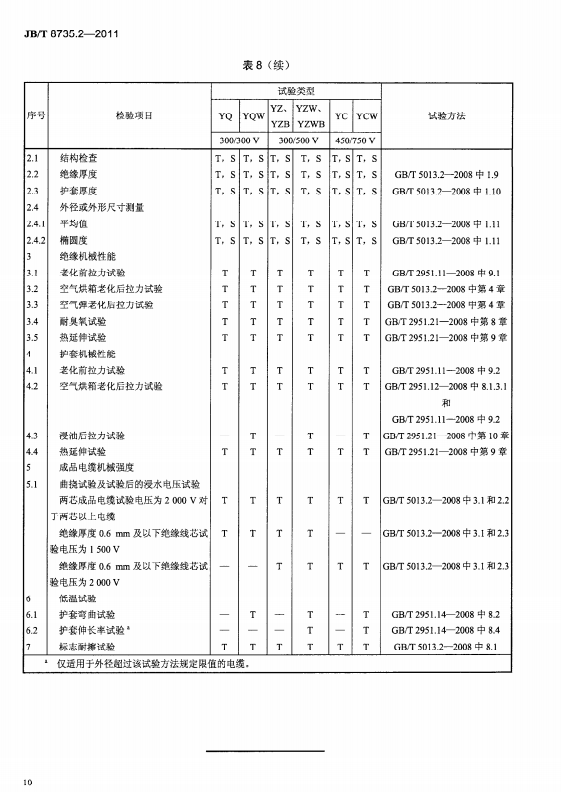 JB/T 8735.2—2011
表8（续）
序号 检验项目 试验类型 试验方法
YQ YQW YZ、YZB YZW、YZWB YC YCW
300/300 V 300/500 V 450/750 V
2.1 结构检查 T，S T，S T，S T，S T，S T，S
2.2 绝缘厚度 T，S T，S T，S T，S T，S T，S GB/T 5013.2—2008 中 1.9
2.3 护套厚度 T，S T，S T，S T，S T，S T，S GB/T 5013.2—2008 中 1.10
2.4 外径或外形尺寸测量
2.4.1 平均值 T，S T，S T，S T，S T，S T，S GB/T 5013.2—2008 中 1.11
2.4.2 椭圆度 T，S T，S T，S T，S T，S T，S GB/T 5013.2—2008 中 1.11
3 绝缘机械性能
3.1 老化前拉力试验 T T T T T T GB/T 2951.11—2008 中 9.1
3.2 空气烘箱老化后拉力试验 T T T T T T GB/T 5013.2—2008 中第 4 章
3.3 空气弹老化后拉力试验 T T T T T T GB/T 5013.2—2008 中第 4 章
3.4 耐臭氧试验 T T T T T T GB/T 2951.21—2008 中第 8 章
3.5 热延伸试验 T T T T T T GB/T 2951.21—2008 中第 9 章
4 护套机械性能
4.1 老化前拉力试验 T T T T T T GB/T 2951.11—2008 中 9.2
4.2 空气烘箱老化后拉力试验 T T T T T T GB/T 2951.12—2008 中 8.1.3.1
和
GB/T 2951.11—2008 中 9.2
4.3 浸油后拉力试验 — T — T — T GB/T 2951.21—2008 中第 10 章
4.4 热延伸试验 T T T T T T GB/T 2951.21—2008 中第 9 章
5 成品电缆机械强度
5.1 曲挠试验及试验后的浸水电压试验
两芯成品电缆试验电压为 2 000 V 对 T T T T T T GB/T 5013.2—2008 中 3.1 和 2.2
于两芯以上电缆
绝缘厚度 0.6 mm 及以下绝缘线芯试 T T T T — — GB/T 5013.2—2008 中 3.1 和 2.3
验电压为 1 500 V
绝缘厚度 0.6 mm 及以下绝缘线芯试 — — T T T T GB/T 5013.2—2008 中 3.1 和 2.3
验电压为 2 000 V
6 低温试验
6.1 护套弯曲试验 — T — T — T GB/T 2951.14—2008 中 8.2
6.2 护套伸长率试验ª — — — T — T GB/T 2951.14—2008 中 8.4
7 标志耐擦试验 T T T T T T GB/T 5013.2—2008 中 8.1
ª 仅适用于外径超过该试验方法规定限值的电缆。
10